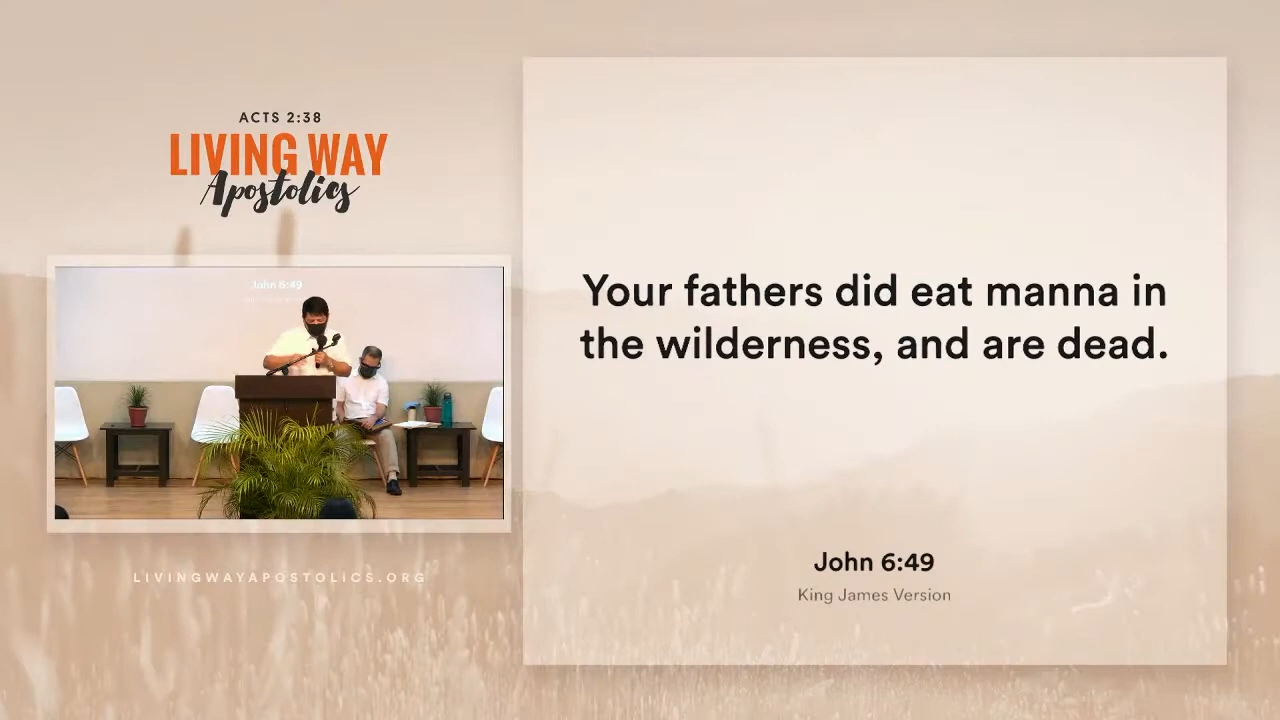 ACTS 2:38
LIVING WAY
Apostolics
John 6:49
LIVINGWAYAPOSTOLICS.ORG
Your fathers did eat manna in
the wilderness, and are dead.
John 6:49
King James Version